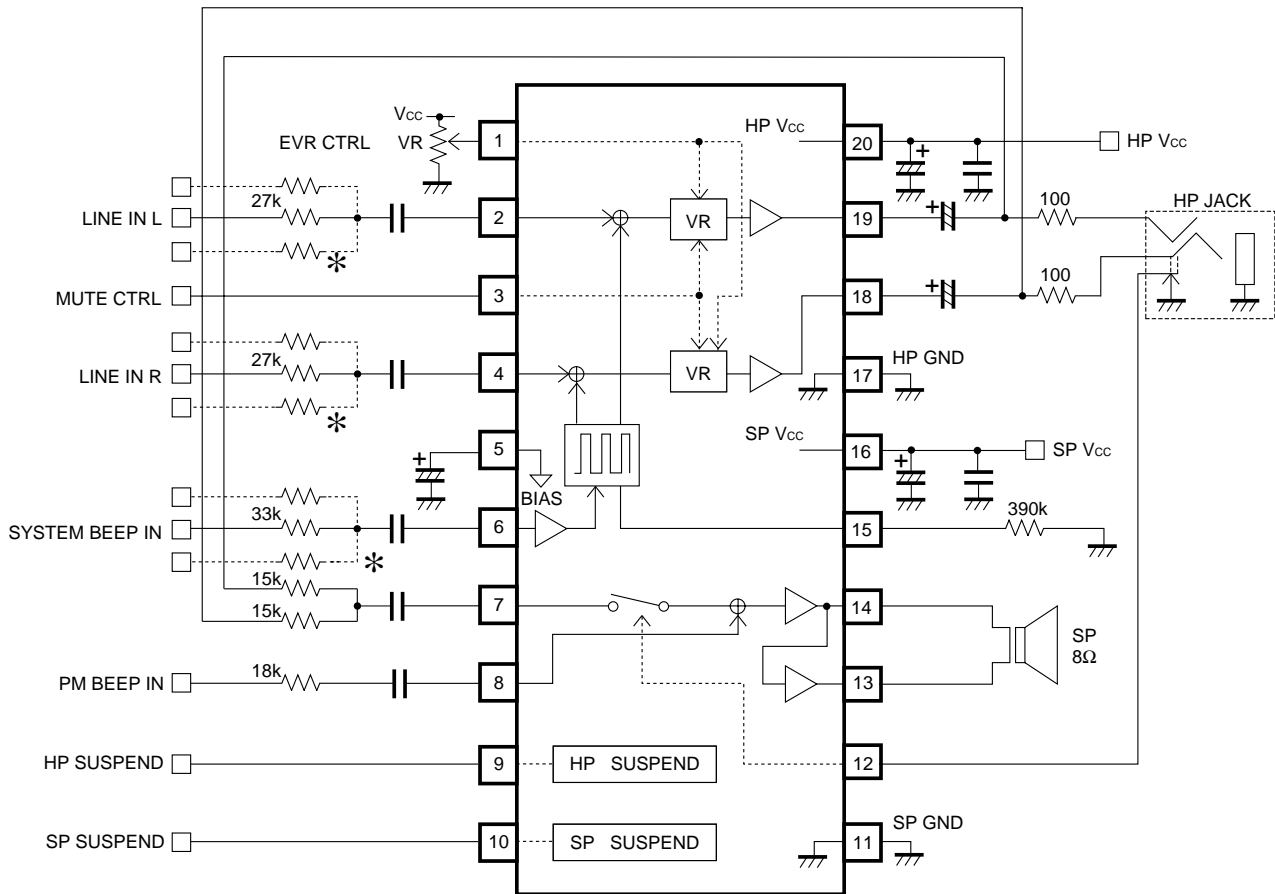 VCC
VR
EVR CTRL
1
HP VCC
20
HP VCC
27k
LINE IN L
2
VR
19
100
HP JACK
✻
MUTE CTRL
3
18
100
27k
LINE IN R
4
VR
17
HP GND
✻
5
BIAS
SP VCC
16
SP VCC
33k
SYSTEM BEEP IN
6
15
390k
✻
15k
15k
7
14
SP
8Ω
18k
PM BEEP IN
8
13
HP SUSPEND
9
HP SUSPEND
12
SP SUSPEND
10
SP SUSPEND
11
SP GND